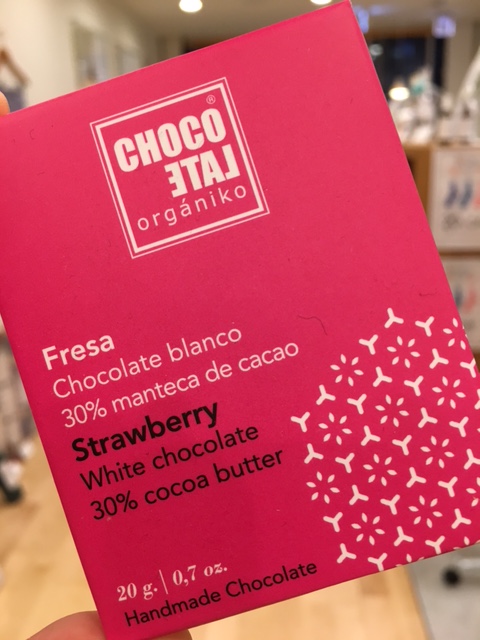 CHOCO
LATE
®
orgániko
Fresa
Chocolate blanco
30% manteca de cacao
Strawberry
White chocolate
30% cocoa butter
20 g. | 0,7 oz.
Handmade Chocolate